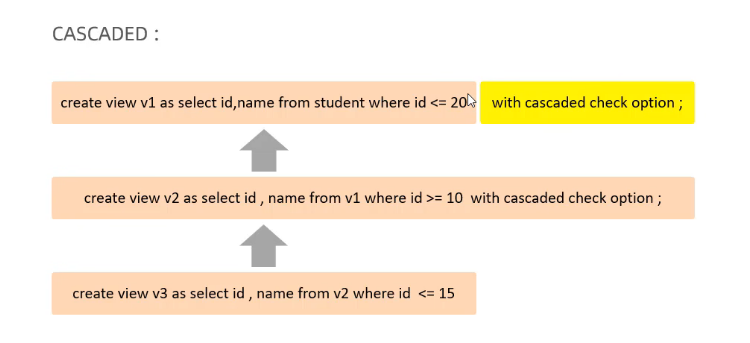 CASCADED :
create view v1 as select id,name from student where id <= 20 with cascaded check option ;
create view v2 as select id , name from v1 where id >= 10 with cascaded check option ;
create view v3 as select id , name from v2 where id <= 15